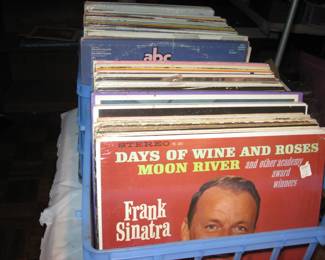 abc
STEREO
DAYS OF WINE AND ROSES
MOON RIVER and other academy
award
winners
Frank
Sinatra